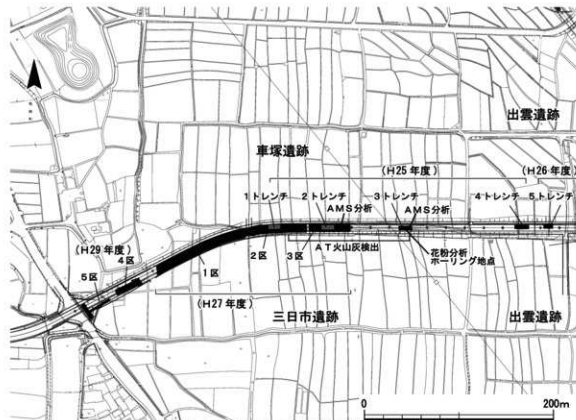 出雲遺跡
車塚遺跡
(H25年度)
(H26年度)
1トレンチ
2トレンチ
3トレンチ
4トレンチ
5トレンチ
AMS分析
AMS分析
(H29年度)
4区
5区
1区
2区
3区
AT火山灰検出
花粉分析
ボーリング地点
(H27年度)
三日市遺跡
出雲遺跡
0
200m